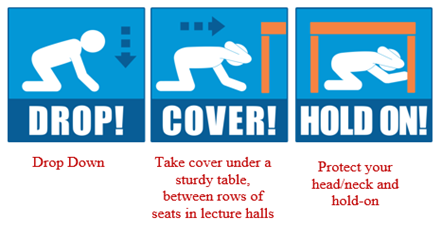 DROP!
COVER!
HOLD ON!
Drop Down
Take cover under a
sturdy table,
between rows of
seats in lecture halls
Protect your
head/neck and
hold-on